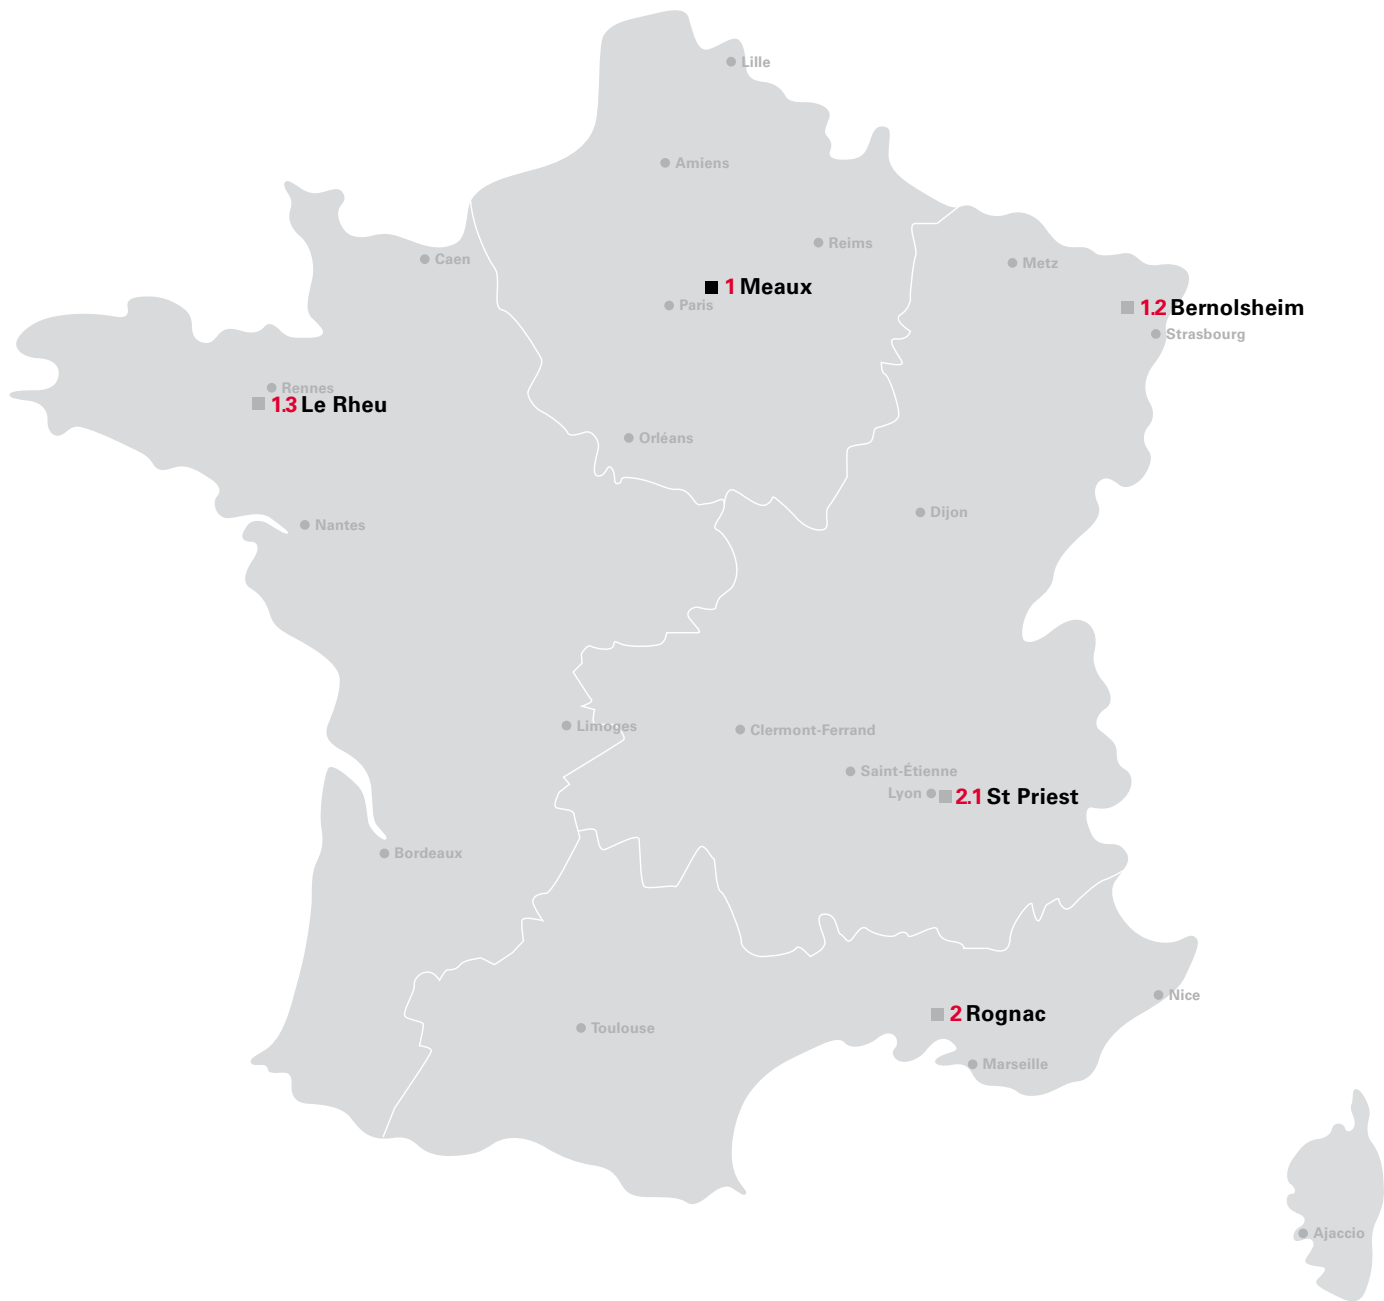 Lille
Amiens
Reims
Caen
Metz
1 Meaux
Paris
1.2 Bernolsheim
Strasbourg
Rennes
1.3 Le Rheu
Orléans
Dijon
Nantes
Limoges
Clermont-Ferrand
Saint-Étienne
Lyon
2.1 St Priest
Bordeaux
Nice
2 Rognac
Toulouse
Marseille
Ajaccio